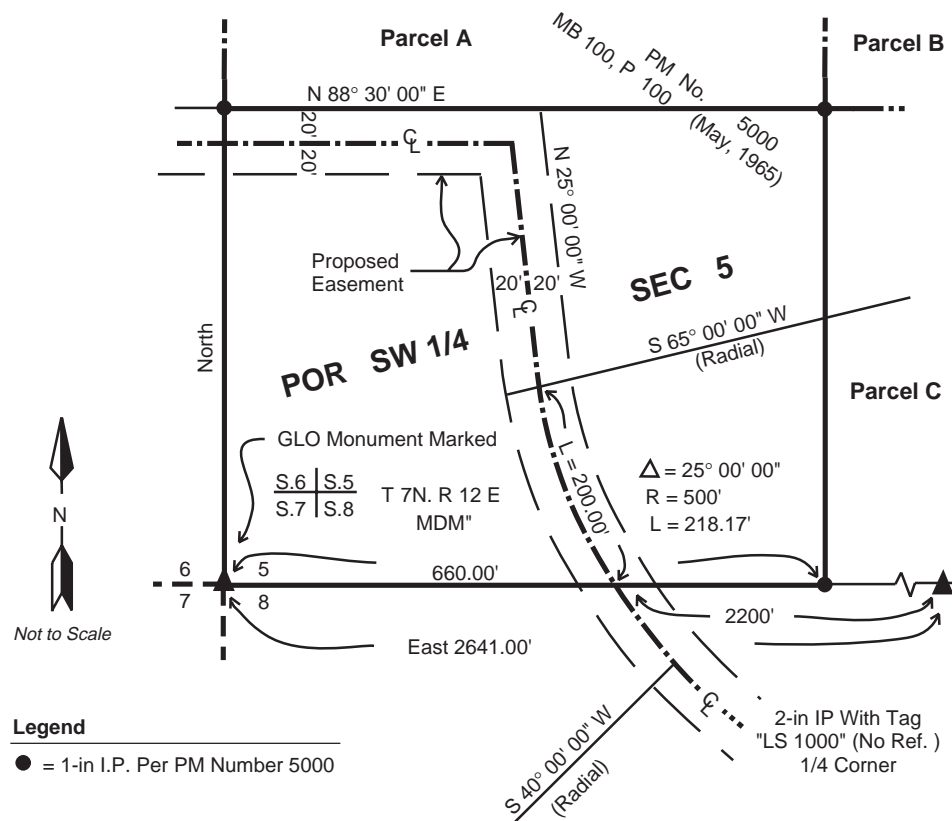 Parcel A
Parcel B
MB 100, P 100
PM No. 5000
(May, 1965)
N 88° 30' 00" E
20'
20'
℄
N 25° 00' 00" W
Proposed
Easement
20' 20'
℄
SEC 5
S 65° 00' 00" W
(Radial)
North
POR SW 1/4
Parcel C
GLO Monument Marked
S.6 S.5
S.7 S.8
T 7N. R 12 E
MDM"
L = 200.00'
△ = 25° 00' 00"
R = 500'
L = 218.17'
N
Not to Scale
6 5
7 8
660.00'
2200'
East 2641.00'
℄
S 40° 00' 00" W
(Radial)
2-in IP With Tag
"LS 1000" (No Ref. )
1/4 Corner
Legend
● = 1-in I.P. Per PM Number 5000